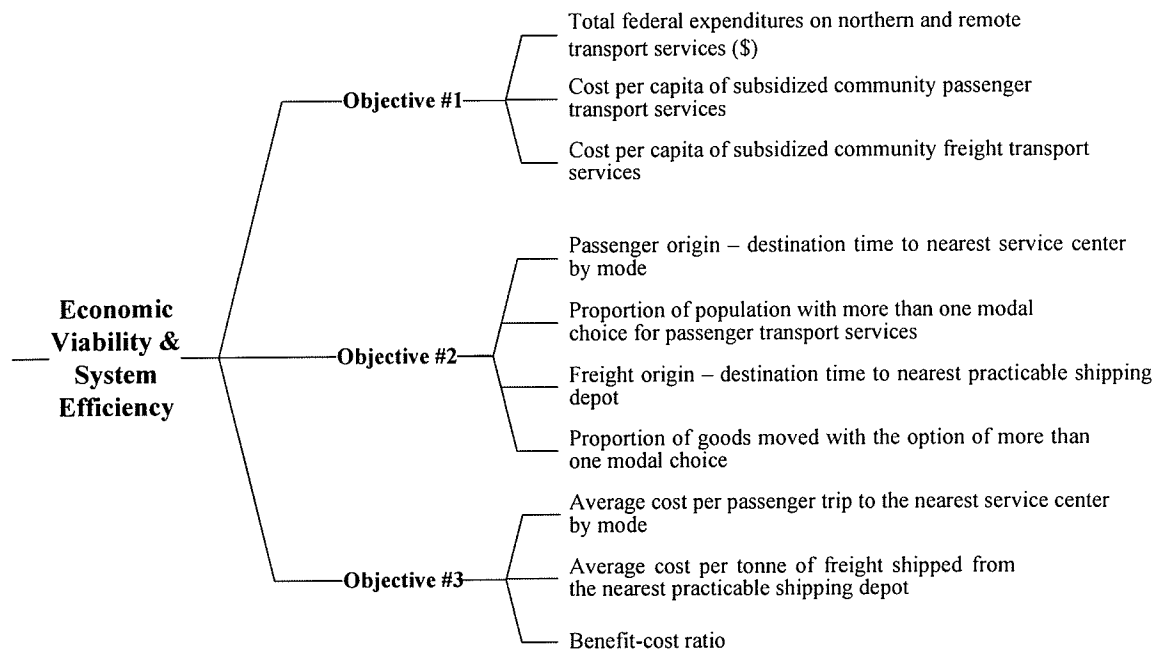 Economic
Viability &
System
Efficiency
Objective #1
Total federal expenditures on northern and remote
transport services ($)
Cost per capita of subsidized community passenger
transport services
Cost per capita of subsidized community freight transport
services
Objective #2
Passenger origin – destination time to nearest service center
by mode
Proportion of population with more than one modal
choice for passenger transport services
Freight origin – destination time to nearest practicable shipping
depot
Proportion of goods moved with the option of more than
one modal choice
Objective #3
Average cost per passenger trip to the nearest service center
by mode
Average cost per tonne of freight shipped from
the nearest practicable shipping depot
Benefit-cost ratio